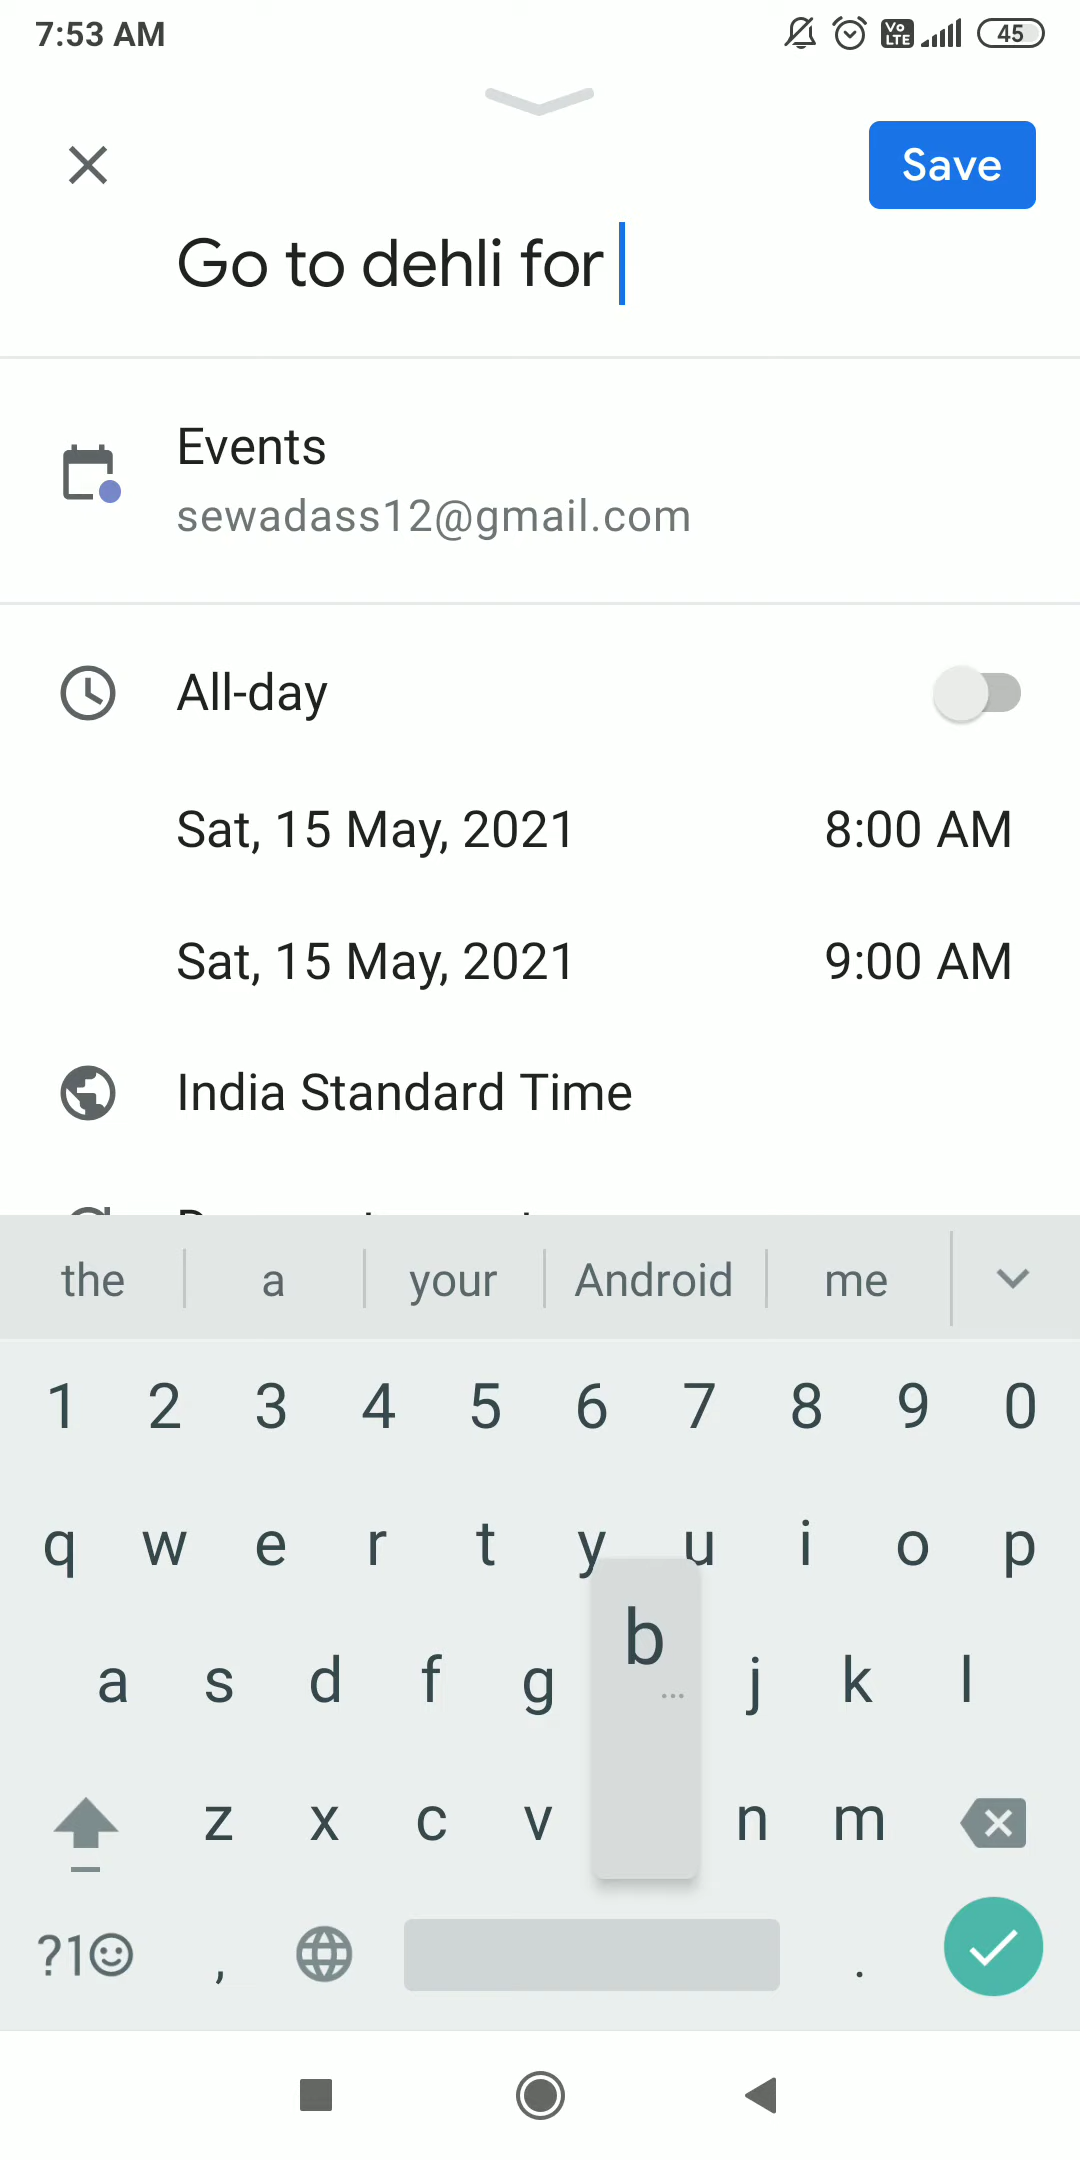 7:53 AM
Vo LTE
45
Save
Go to dehli for
Events
sewadass12@gmail.com
All-day
Sat, 15 May, 2021 8:00 AM
Sat, 15 May, 2021 9:00 AM
India Standard Time
the a your Android me
1 2 3 4 5 6 7 8 9 0
q w e r t y u i o p
b
a s d f g j k l
z x c v n m
?1 , .